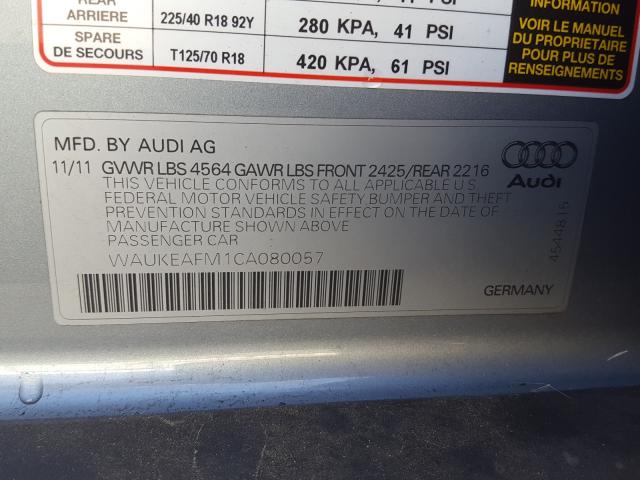 REAR
ARRIERE 225/40 R18 92Y 280 KPA, 41 PSI
SPARE
DE SECOURS T125/70 R18 420 KPA, 61 PSI
INFORMATION
VOIR LE MANUEL
DU PROPRIETAIRE
POUR PLUS DE
RENSEIGNEMENTS
MFD. BY AUDI AG
11/11 GVWR LBS 4564 GAWR LBS FRONT 2425/REAR 2216
THIS VEHICLE CONFORMS TO ALL APPLICABLE U S
FEDERAL MOTOR VEHICLE SAFETY BUMPER AND THEFT
PREVENTION STANDARDS IN EFFECT ON THE DATE OF
MANUFACTURE SHOWN ABOVE
PASSENGER CAR
WAUKEAFM1CA080057
Audi
4544815
GERMANY